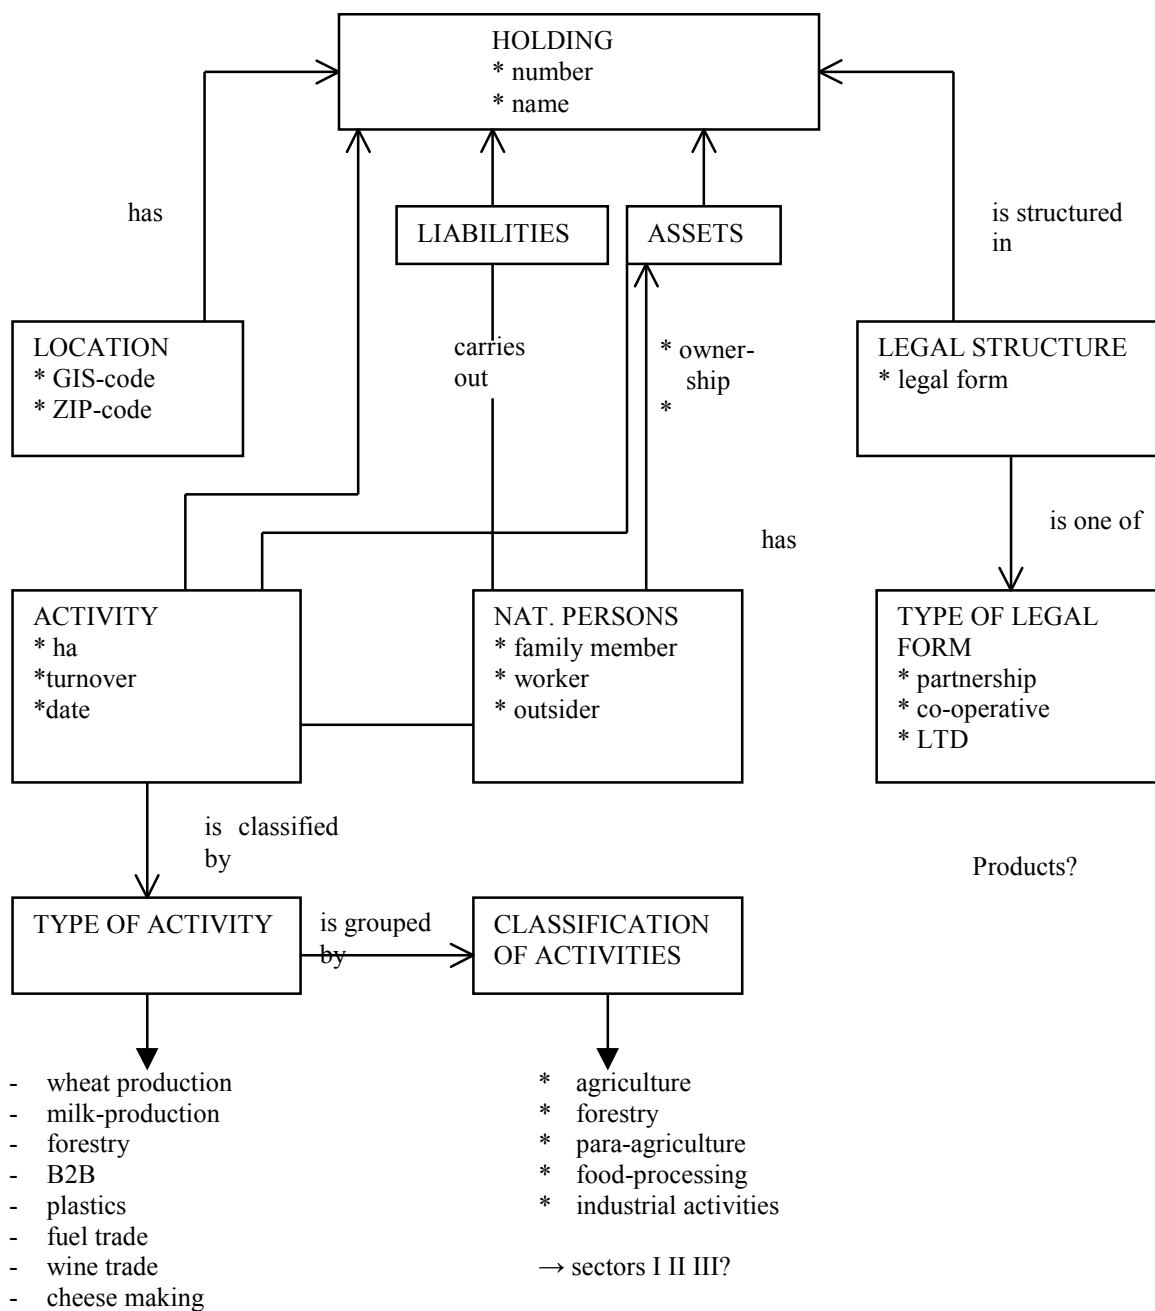 HOLDING
* number
* name
has
LIABILITIES
ASSETS
is structured
in
LOCATION
* GIS-code
* ZIP-code
carries
out
* owner-
ship
*
LEGAL STRUCTURE
* legal form
is one of
has
ACTIVITY
* ha
*turnover
*date
NAT. PERSONS
* family member
* worker
* outsider
TYPE OF LEGAL
FORM
* partnership
* co-operative
* LTD
is classified
by
Products?
TYPE OF ACTIVITY
is grouped
by
CLASSIFICATION
OF ACTIVITIES
- wheat production
- milk-production
- forestry
- B2B
- plastics
- fuel trade
- wine trade
- cheese making
* agriculture
* forestry
* para-agriculture
* food-processing
* industrial activities
→ sectors I II III?